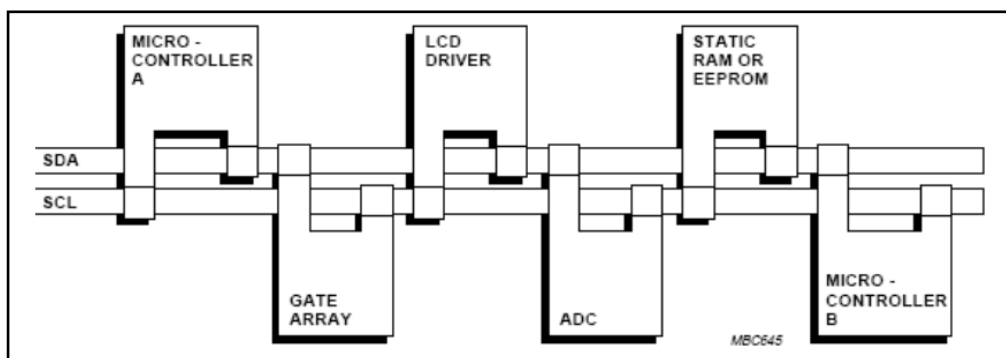 MICRO -
CONTROLLER
A
LCD
DRIVER
STATIC
RAM OR
EEPROM
SDA
SCL
GATE
ARRAY
ADC
MICRO -
CONTROLLER
B
MBC645